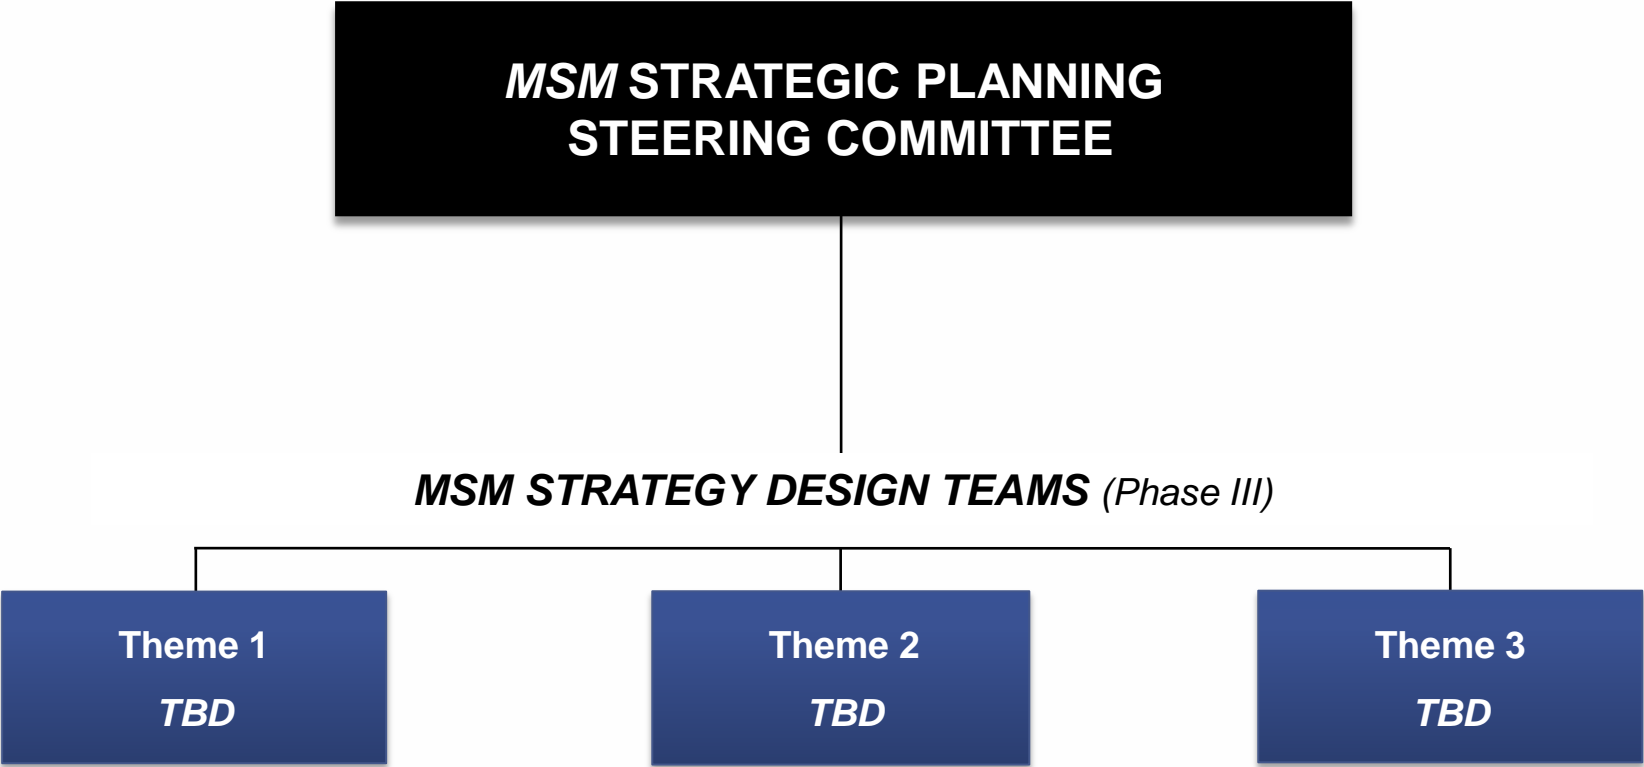 MSM STRATEGIC PLANNING
STEERING COMMITTEE
MSM STRATEGY DESIGN TEAMS (Phase III)
Theme 1
TBD
Theme 2
TBD
Theme 3
TBD